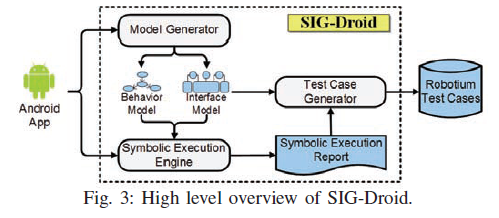 SIG-Droid
Model Generator
Android
App
Behavior
Model
Interface
Model
Test Case
Generator
Robotium
Test Cases
Symbolic Execution
Engine
Symbolic Execution
Report
Fig. 3: High level overview of SIG-Droid.